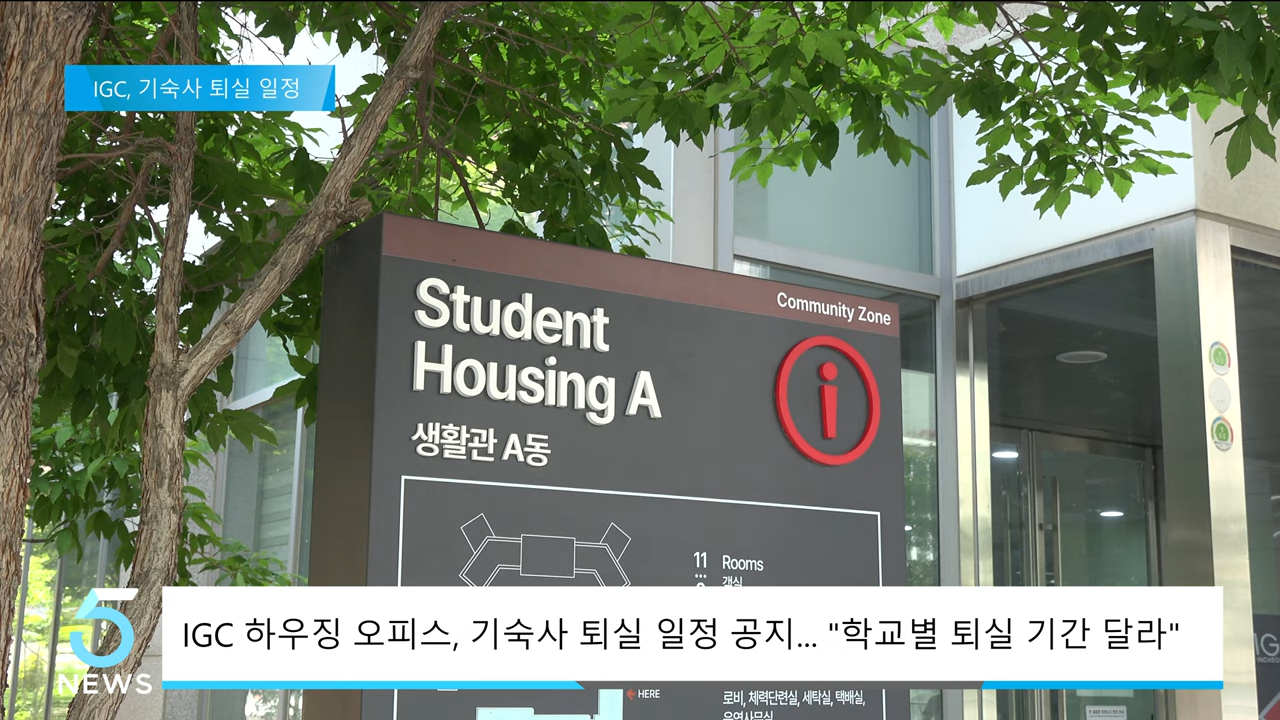 IGC, 기숙사 퇴실 일정
Community Zone
Student
Housing A
생활관 A동
11 Rooms
객실
IGC 하우징 오피스, 기숙사 퇴실 일정 공지... "학교별 퇴실 기간 달라"
5
NEWS
HERE
로비, 체력단련실, 세탁실, 택배실,